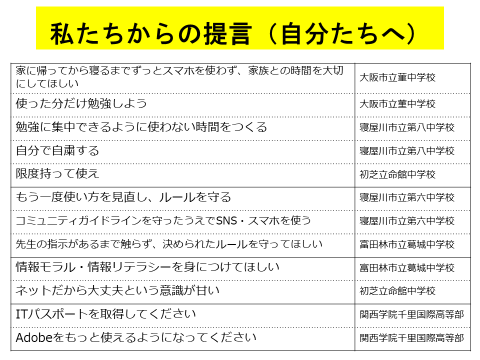 私たちからの提言（自分たちへ）
家に帰ってから寝るまでずっとスマホを使わず、家族との時間を大切
にしてほしい
大阪市立菫中学校
使った分だけ勉強しよう
大阪市立菫中学校
勉強に集中できるように使わない時間をつくる
寝屋川市立第八中学校
自分で自粛する
寝屋川市立第八中学校
限度持って使え
初芝立命館中学校
もう一度使い方を見直し、ルールを守る
寝屋川市立第六中学校
コミュニティガイドラインを守ったうえでSNS・スマホを使う
寝屋川市立第六中学校
先生の指示があるまで触らず、決められたルールを守ってほしい
富田林市立葛城中学校
情報モラル・情報リテラシーを身につけてほしい
富田林市立葛城中学校
ネットだから大丈夫という意識が甘い
初芝立命館中学校
ITパスポートを取得してください
関西学院千里国際高等部
Adobeをもっと使えるようになってください
関西学院千里国際高等部